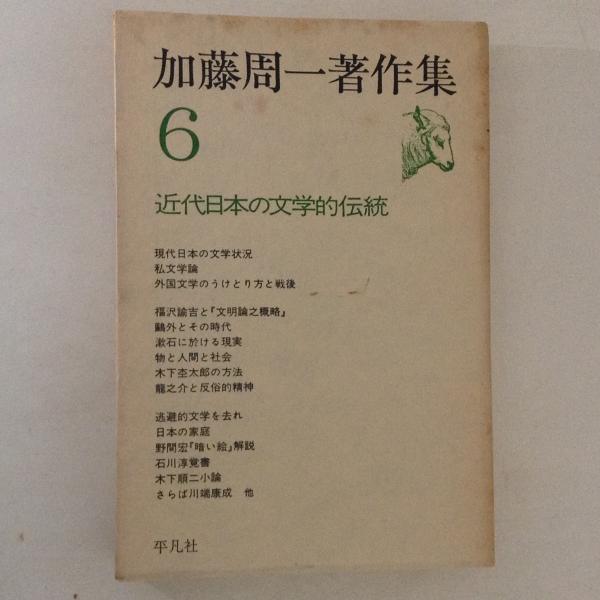 加藤周一著作集
6
近代日本の文学的伝統
現代日本の文学状況
私文学論
外国文学のうけとり方と戦後
福沢諭吉と『文明論之概略』
鷗外とその時代
漱石に於ける現実
物と人間と社会
木下杢太郎の方法
龍之介と反俗的精神
逃避的文学を去れ
日本の家庭
野間宏『暗い絵』解説
石川淳覚書
木下順二小論
さらば川端康成　他
平凡社